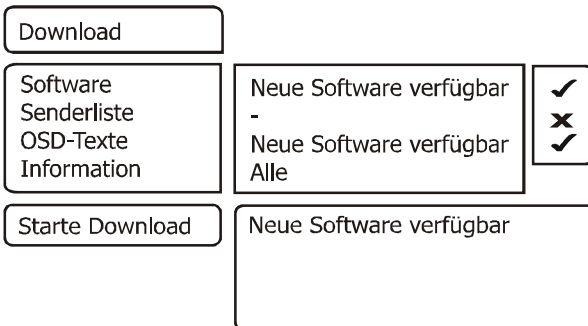 Download
Software Neue Software verfügbar ✓
Senderliste - ✗
OSD-Texte Neue Software verfügbar ✓
Information Alle
Starte Download Neue Software verfügbar